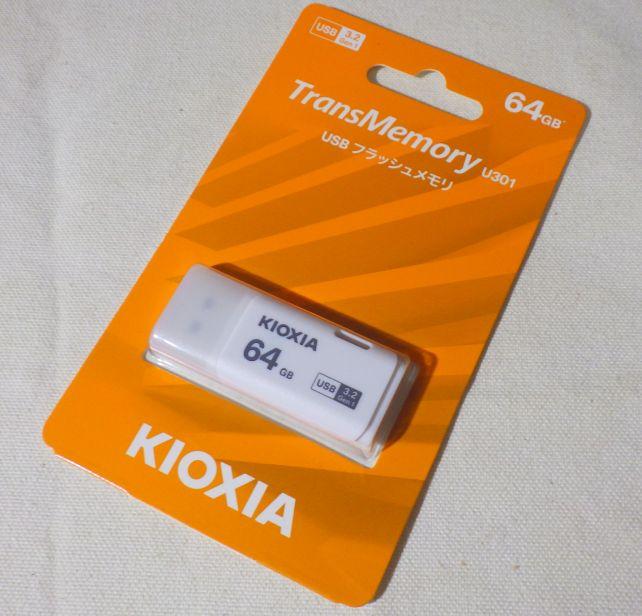 USB 3.2 Gen 1
64GB*
TransMemory U301
USB フラッシュメモリ
KIOXIA
64 GB
USB 3.2 Gen 1
KIOXIA